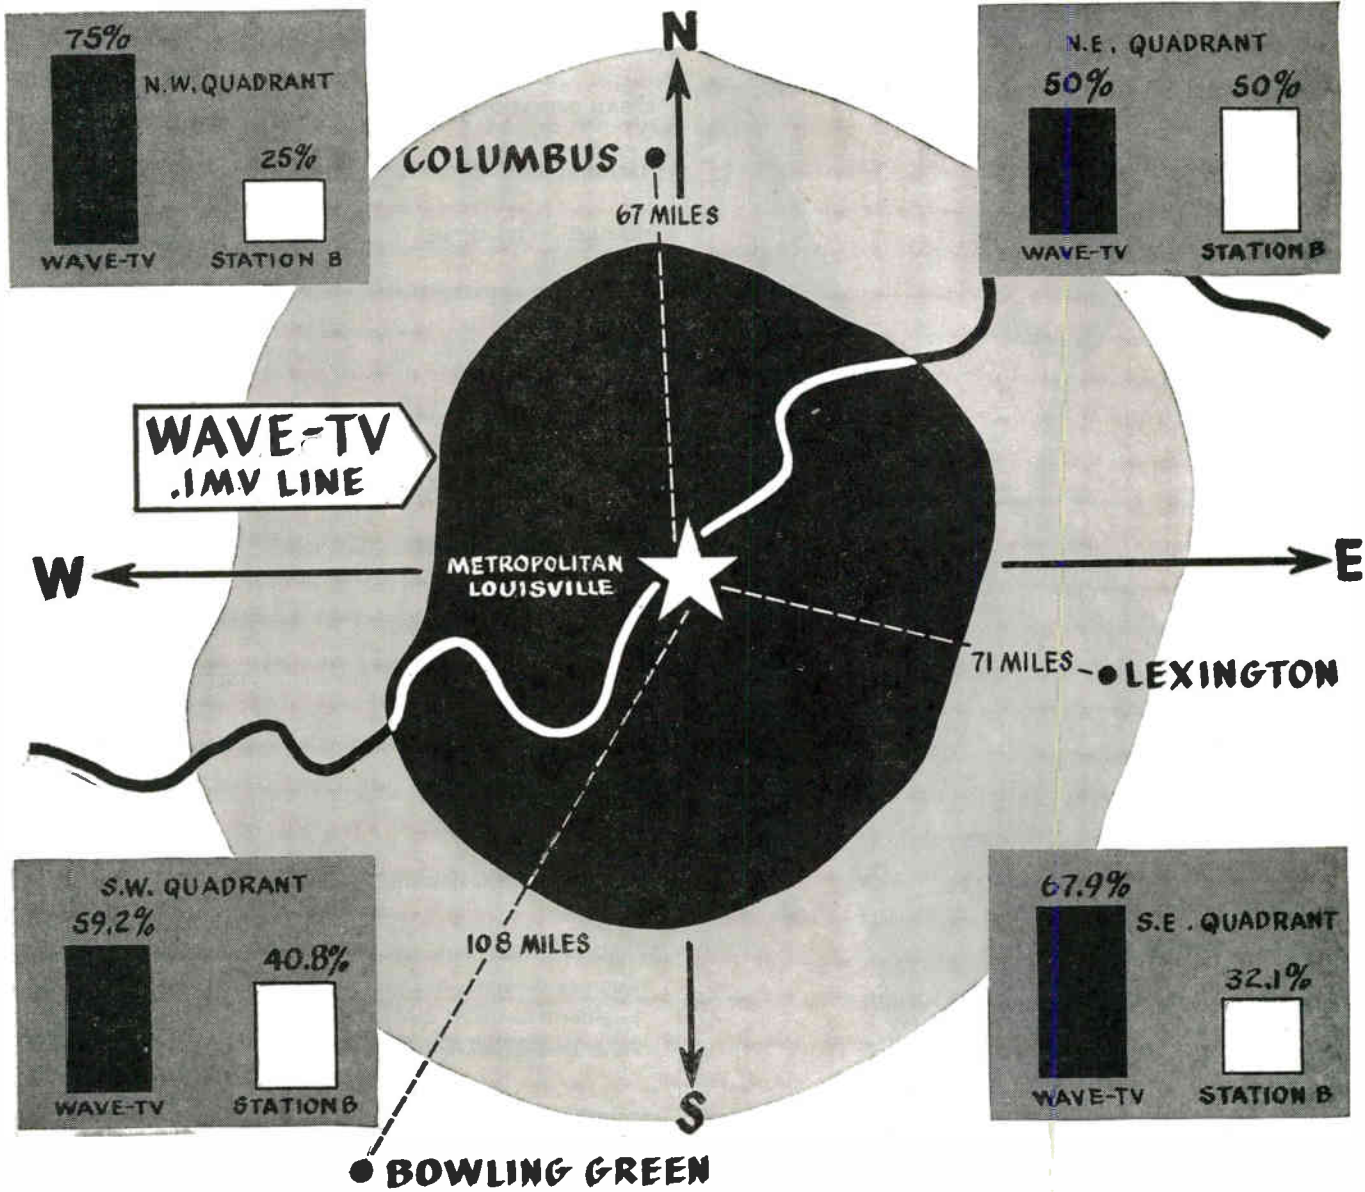 N
75%
N.W. QUADRANT
25%
WAVE-TV
STATION B
N.E. QUADRANT
50%
50%
WAVE-TV
STATION B
COLUMBUS
67 MILES
WAVE-TV
.1MV LINE
W
E
METROPOLITAN
LOUISVILLE
71 MILES
LEXINGTON
S.W. QUADRANT
59.2%
40.8%
WAVE-TV
STATION B
108 MILES
67.9%
S.E. QUADRANT
32.1%
WAVE-TV
STATION B
S
BOWLING GREEN